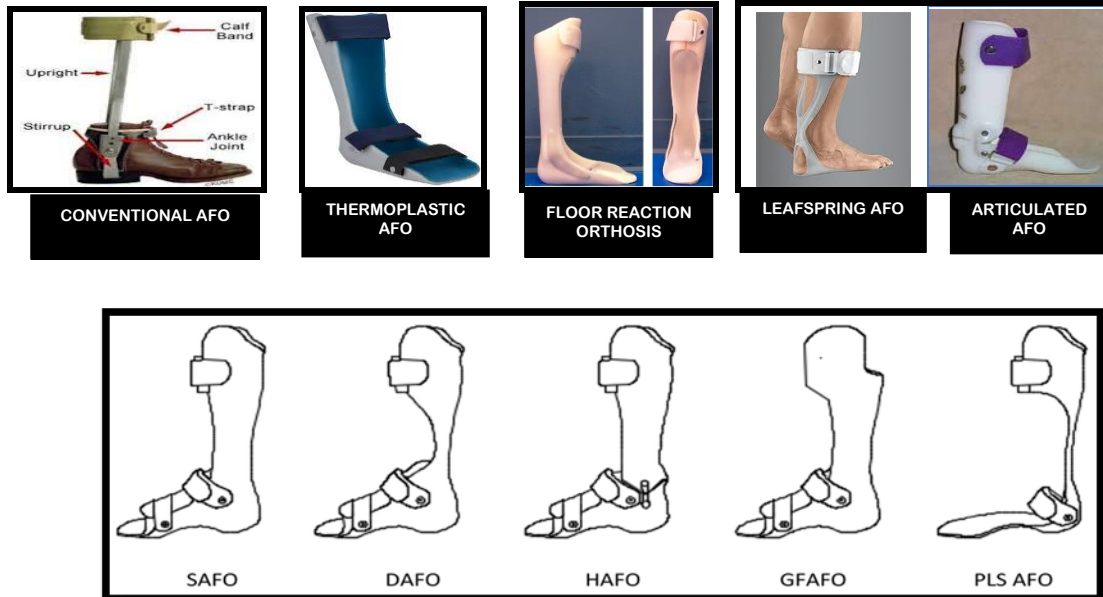 Calf
Band
Upright
T-strap
Stirrup
Ankle
Joint
CONVENTIONAL AFO
THERMOPLASTIC
AFO
FLOOR REACTION
ORTHOSIS
LEAFSPRING AFO
ARTICULATED
AFO
SAFO
DAFO
HAFO
GFAFO
PLS AFO